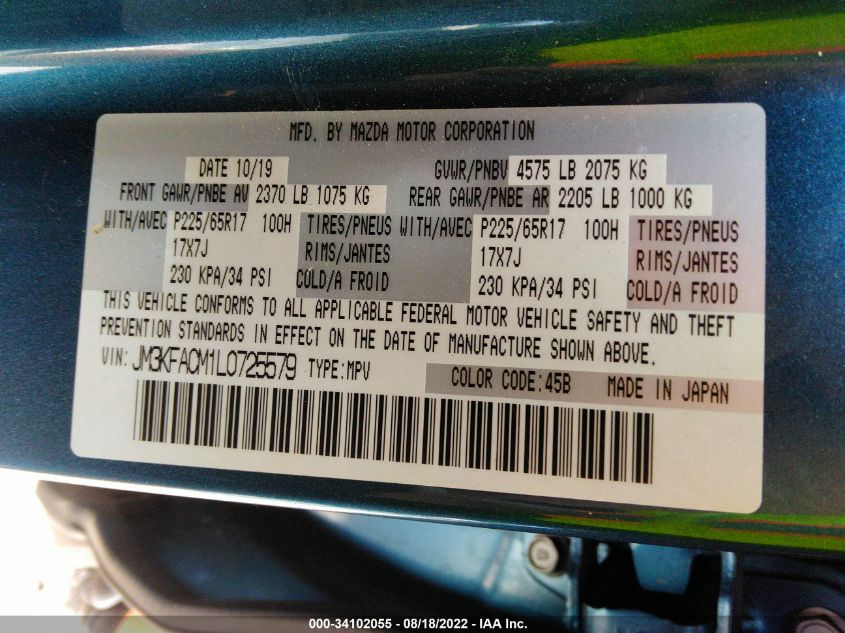 MFD. BY MAZDA MOTOR CORPORATION
DATE 10/19 GVWR/PNBV 4575 LB 2075 KG
FRONT GAWR/PNBE AV 2370 LB 1075 KG REAR GAWR/PNBE AR 2205 LB 1000 KG
WITH/AVEC P225/65R17 100H TIRES/PNEUS WITH/AVEC P225/65R17 100H TIRES/PNEUS
17X7J RIMS/JANTES 17X7J RIMS/JANTES
230 KPA/34 PSI COLD/A FROID 230 KPA/34 PSI COLD/A FROID
THIS VEHICLE CONFORMS TO ALL APPLICABLE FEDERAL MOTOR VEHICLE SAFETY AND THEFT
PREVENTION STANDARDS IN EFFECT ON THE DATE OF MANUFACTURE SHOWN ABOVE.
VIN: JM3KFACM1L0725579 TYPE:MPV COLOR CODE:45B MADE IN JAPAN
000-34102055 - 08/18/2022 - IAA Inc.